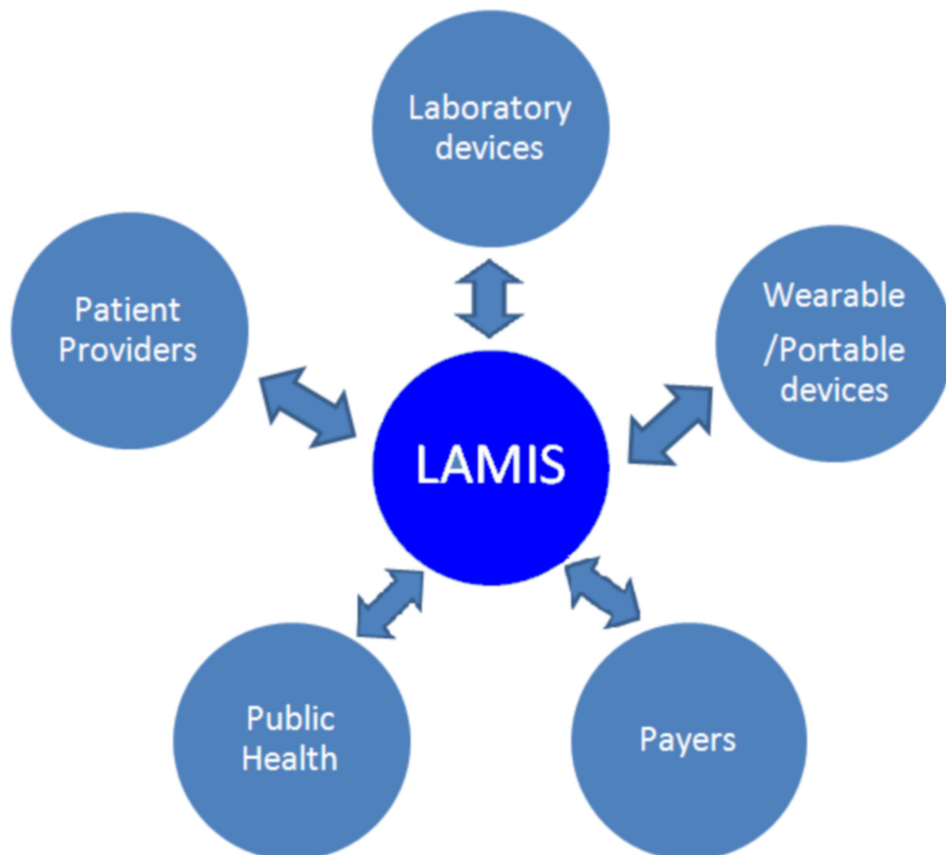 Laboratory
devices
Patient
Providers
Wearable
/Portable
devices
LAMIS
Public
Health
Payers